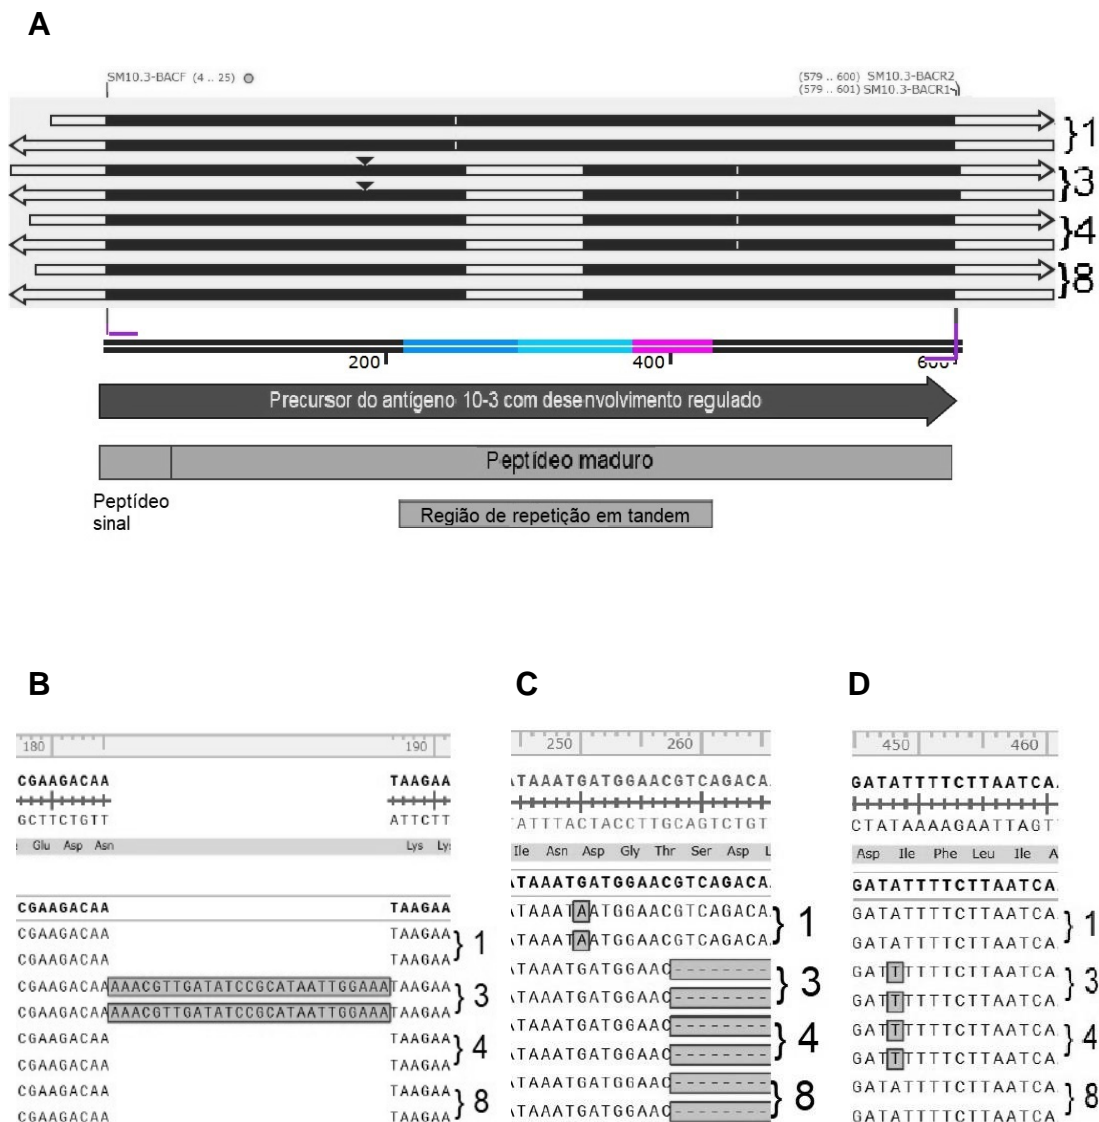 A
SM10.3-BACF (4 .. 25)
(579 .. 600) SM10.3-BACR2
(579 .. 601) SM10.3-BACR1
}1
}3
}4
}8
200 400 600
Precursor do antígeno 10-3 com desenvolvimento regulado
Peptídeo maduro
Peptídeo
sinal
Região de repetição em tandem
B
180 190
CGAAGACAA TAAGAA
GCTTCTGTT ATTCTT
Glu Asp Asn Lys Ly
CGAAGACAA TAAGAA
CGAAGACAA TAAGAA
CGAAGACAA TAAGAA
}1
CGAAGACAAAAACGTTGATATCCGCATAATTGGAAATAAGAA
CGAAGACAAAAACGTTGATATCCGCATAATTGGAAATAAGAA
}3
CGAAGACAA TAAGAA
CGAAGACAA TAAGAA
}4
CGAAGACAA TAAGAA
CGAAGACAA TAAGAA
}8
C
250 260
TAAATGATGGAACGTCAGACA
ATTTACTACCTTGCAGTCTGT
Ile Asn Asp Gly Thr Ser Asp L
TAAATGATGGAACGTCAGACA
TAAATAATGGAACGTCAGACA
TAAATAATGGAACGTCAGACA
}1
TAAATGATGGAAC--------
TAAATGATGGAAC--------
}3
TAAATGATGGAAC--------
TAAATGATGGAAC--------
}4
TAAATGATGGAAC--------
TAAATGATGGAAC--------
}8
D
450 460
GATATTTTCTTAATCA
CTATAAAAGAATTAGT
Asp Ile Phe Leu Ile A
GATATTTTCTTAATCA
GATATTTTCTTAATCA
GATATTTTCTTAATCA
}1
GATTTTTTCTTAATCA
GATTTTTTCTTAATCA
}3
GATTTTTTCTTAATCA
GATTTTTTCTTAATCA
}4
GATATTTTCTTAATCA
GATATTTTCTTAATCA
}8